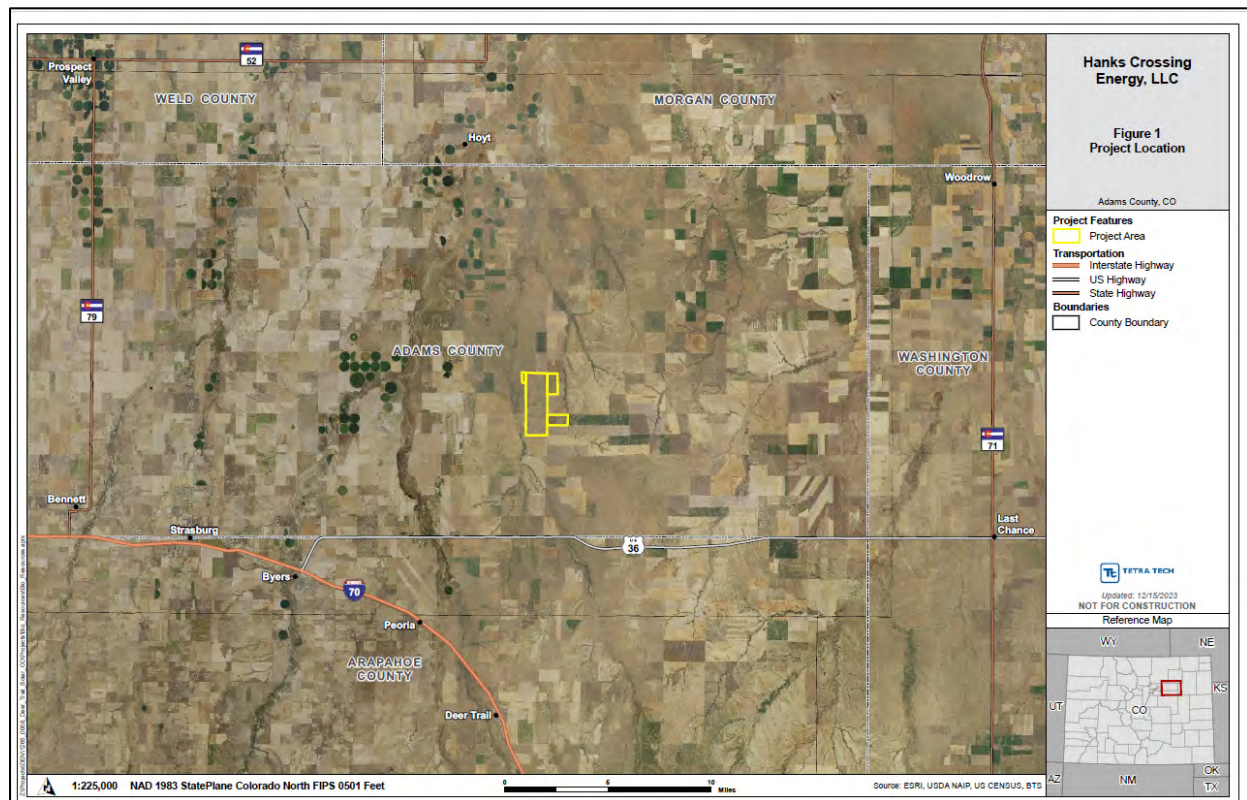 52
Prospect
Valley
WELD COUNTY
MORGAN COUNTY
Hoyt
Woodrow
79
ADAMS COUNTY
WASHINGTON
COUNTY
71
Bennett
Strasburg
Last
Chance
36
Byers
70
Peoria
ARAPAHOE
COUNTY
Deer Trail
Hanks Crossing
Energy, LLC
Figure 1
Project Location
Adams County, CO
Project Features
Project Area
Transportation
Interstate Highway
US Highway
State Highway
Boundaries
County Boundary
TETRA TECH
Updated: 12/15/2023
NOT FOR CONSTRUCTION
Reference Map
WY
NE
UT
CO
KS
AZ
NM
OK
TX
1:225,000 NAD 1983 StatePlane Colorado North FIPS 0501 Feet
0 5 10
Miles
Source: ESRI, USDA NAIP, US CENSUS, BTS